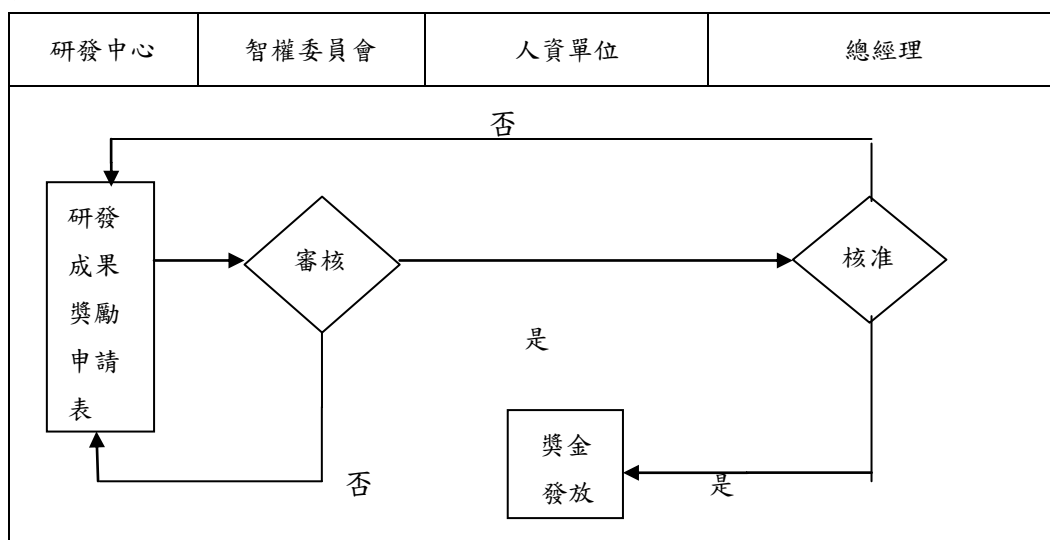 研發中心
智權委員會
人資單位
總經理
否
研發
成果
獎勵
申請
表
審核
核准
是
獎金
發放
否
是